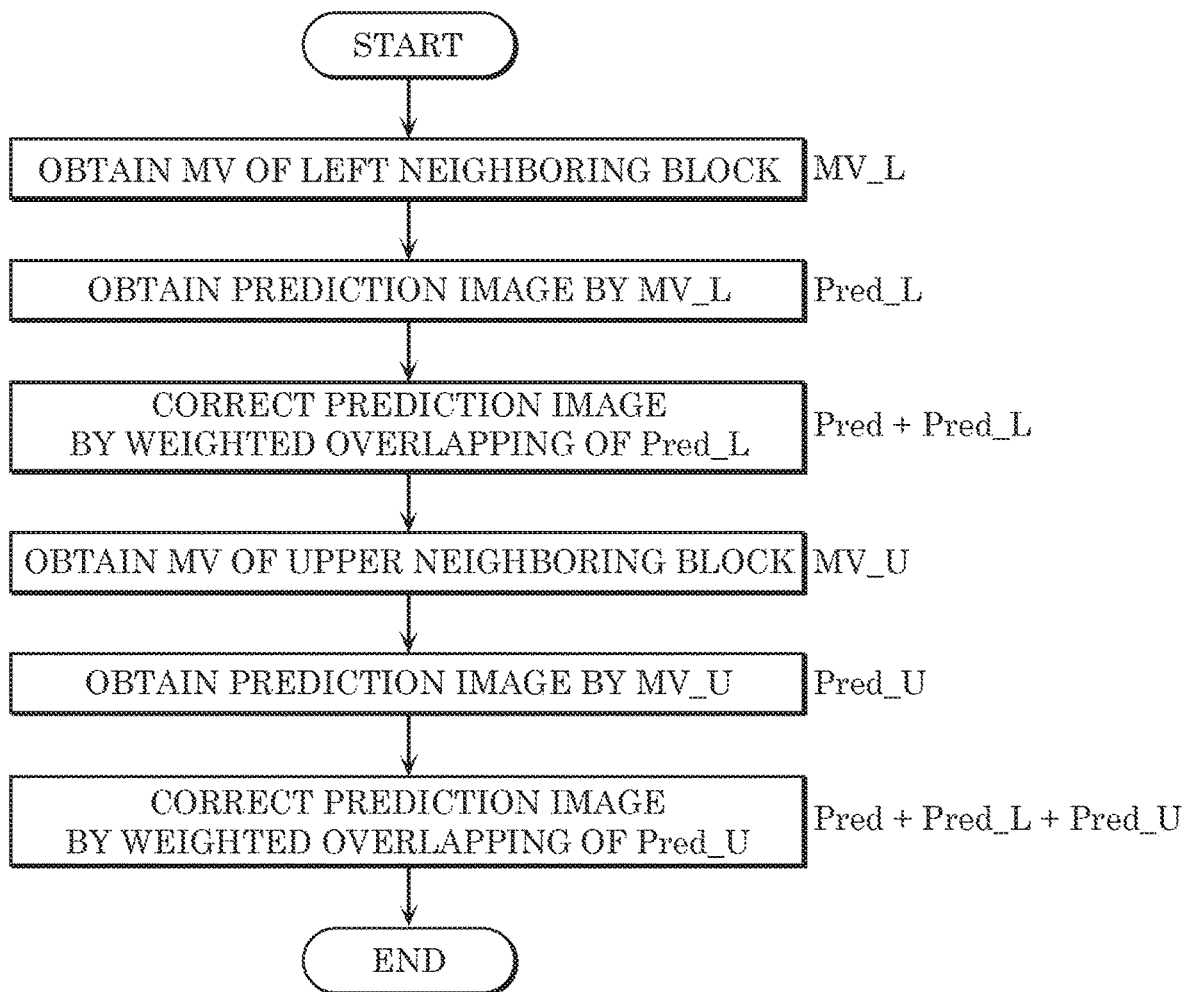 START
OBTAIN MV OF LEFT NEIGHBORING BLOCK MV_L
OBTAIN PREDICTION IMAGE BY MV_L Pred_L
CORRECT PREDICTION IMAGE
BY WEIGHTED OVERLAPPING OF Pred_L
Pred + Pred_L
OBTAIN MV OF UPPER NEIGHBORING BLOCK MV_U
OBTAIN PREDICTION IMAGE BY MV_U Pred_U
CORRECT PREDICTION IMAGE
BY WEIGHTED OVERLAPPING OF Pred_U
Pred + Pred_L + Pred_U
END